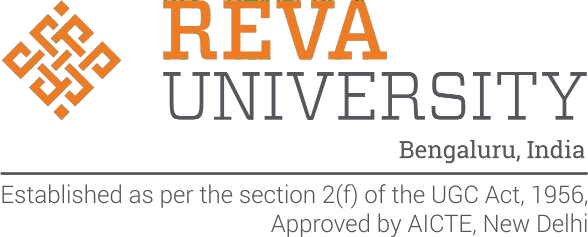 REVA
UNIVERSITY
Bengaluru, India
Established as per the section 2(f) of the UGC Act, 1956,
Approved by AICTE, New Delhi